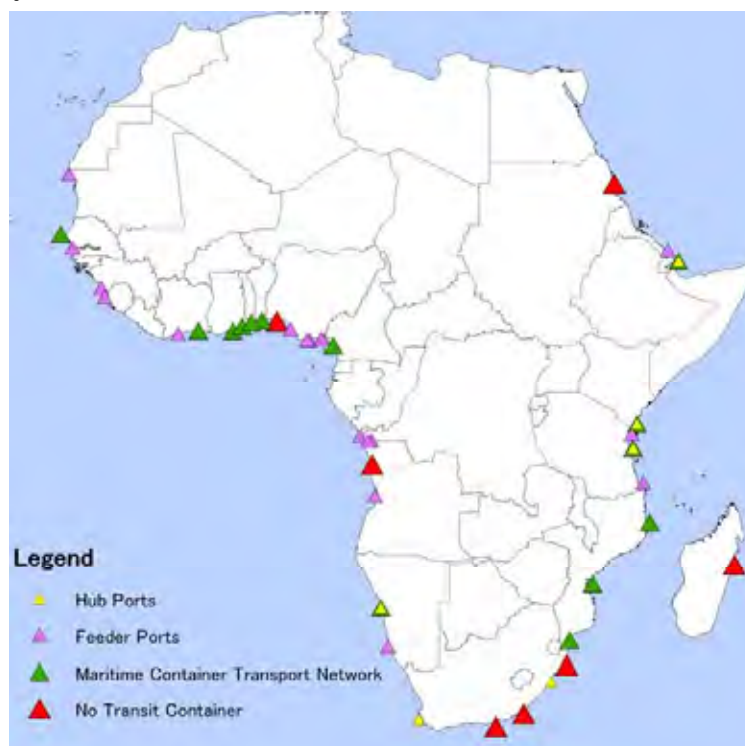 Legend
Hub Ports
Feeder Ports
Maritime Container Transport Network
No Transit Container